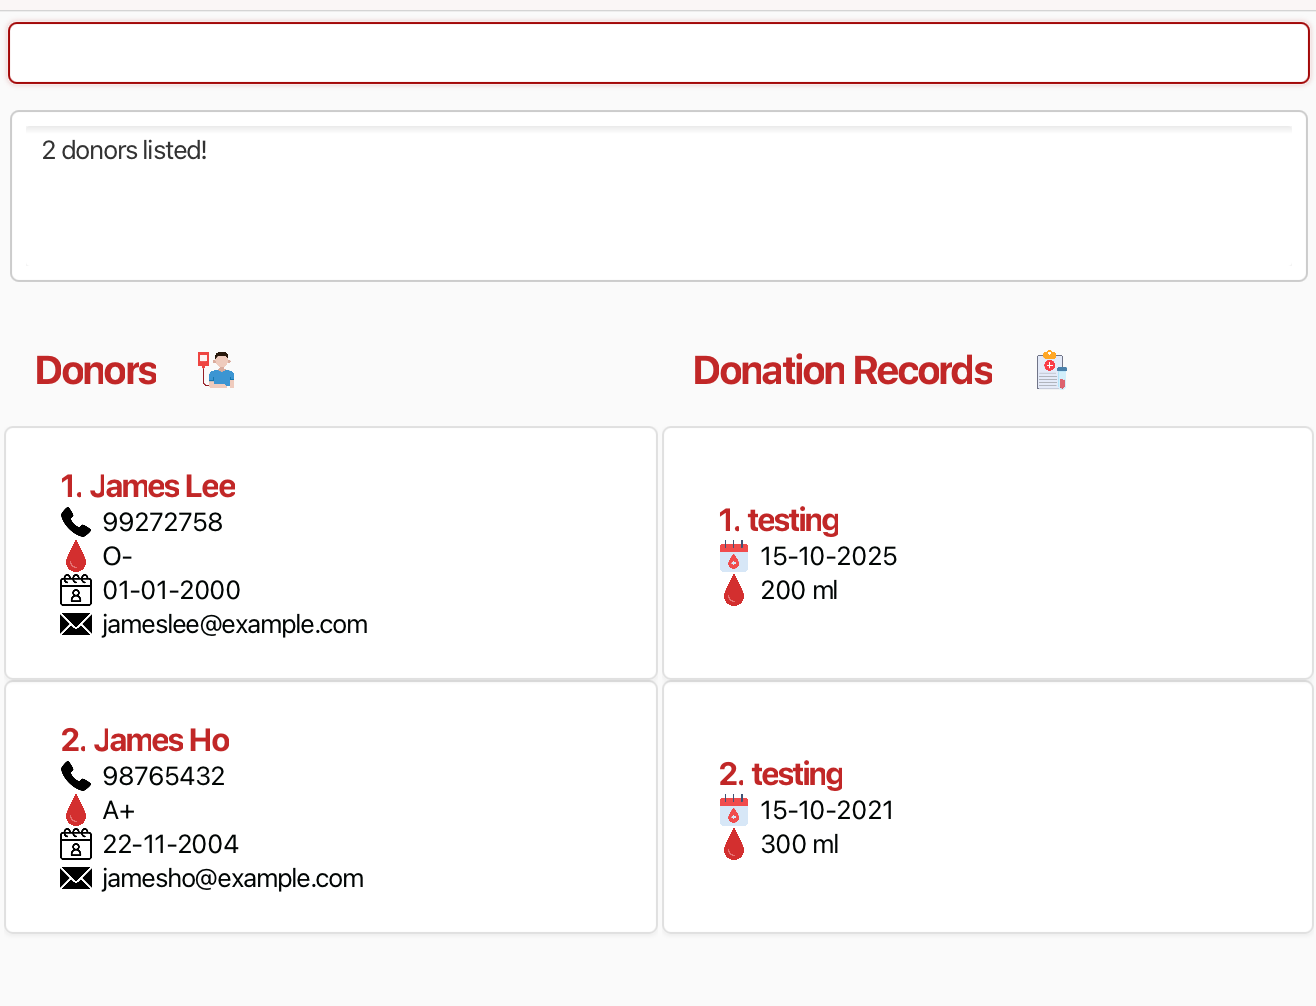 2 donors listed!
Donors
Donation Records
1. James Lee
99272758
O-
01-01-2000
jameslee@example.com
2. James Ho
98765432
A+
22-11-2004
jamesho@example.com
1. testing
15-10-2025
200 ml
2. testing
15-10-2021
300 ml